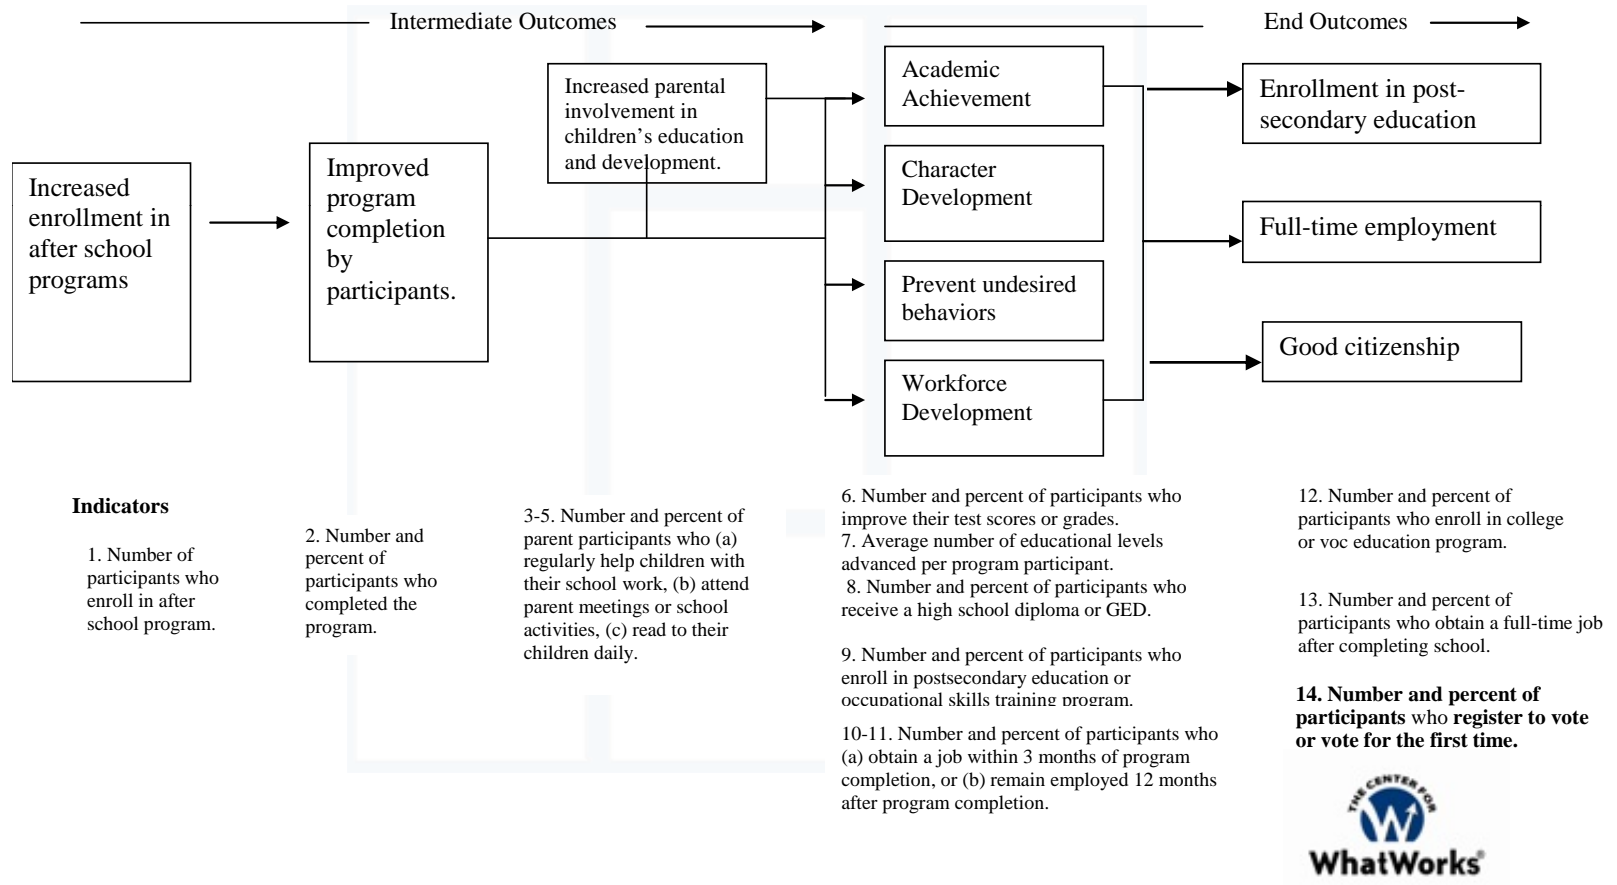 Intermediate Outcomes
End Outcomes
Increased
enrollment in
after school
programs
Improved
program
completion
by
participants.
Increased parental
involvement in
children’s education
and development.
Academic
Achievement
Character
Development
Prevent undesired
behaviors
Workforce
Development
Enrollment in post-
secondary education
Full-time employment
Good citizenship
Indicators
1. Number of
participants who
enroll in after
school program.
2. Number and
percent of
participants who
completed the
program.
3-5. Number and percent of
parent participants who (a)
regularly help children with
their school work, (b) attend
parent meetings or school
activities, (c) read to their
children daily.
6. Number and percent of participants who
improve their test scores or grades.
7. Average number of educational levels
advanced per program participant.
8. Number and percent of participants who
receive a high school diploma or GED.
9. Number and percent of participants who
enroll in postsecondary education or
occupational skills training program.
10-11. Number and percent of participants who
(a) obtain a job within 3 months of program
completion, or (b) remain employed 12 months
after program completion.
12. Number and percent of
participants who enroll in college
or voc education program.
13. Number and percent of
participants who obtain a full-time job
after completing school.
14. Number and percent of
participants who register to vote
or vote for the first time.
THE CENTER FOR
W
WhatWorks®